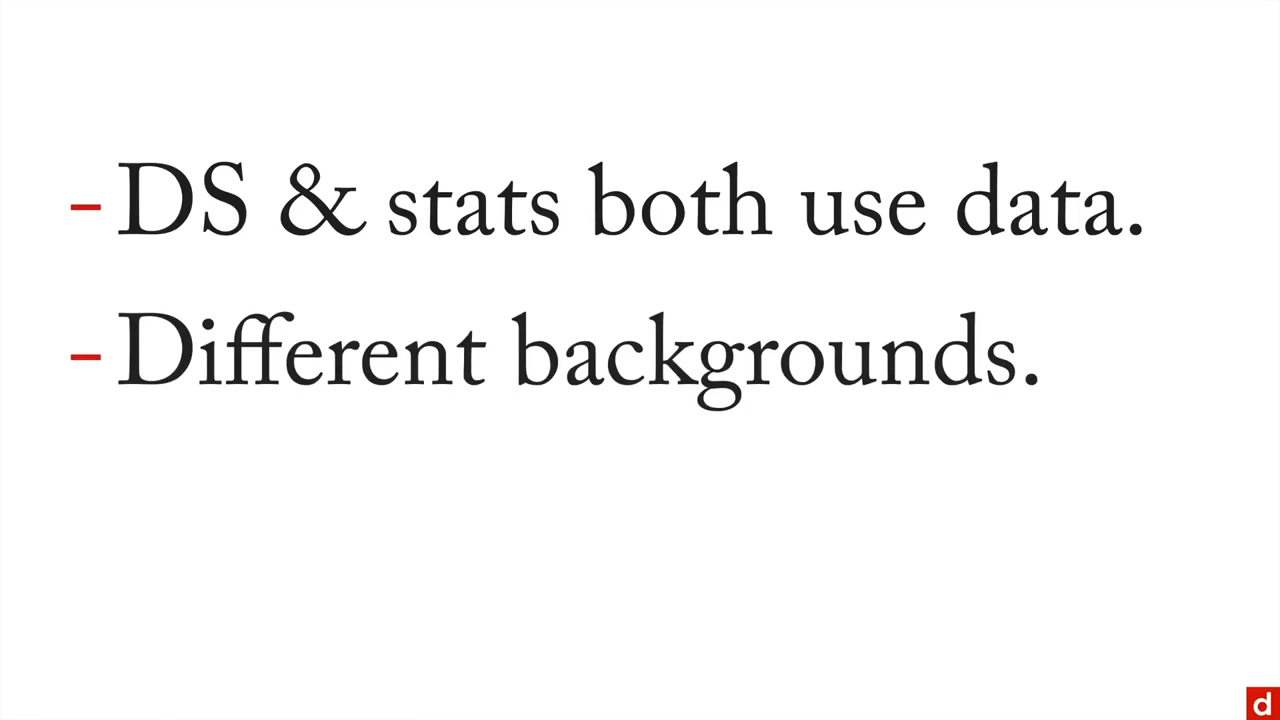 - DS & stats both use data.
- Different backgrounds.
d